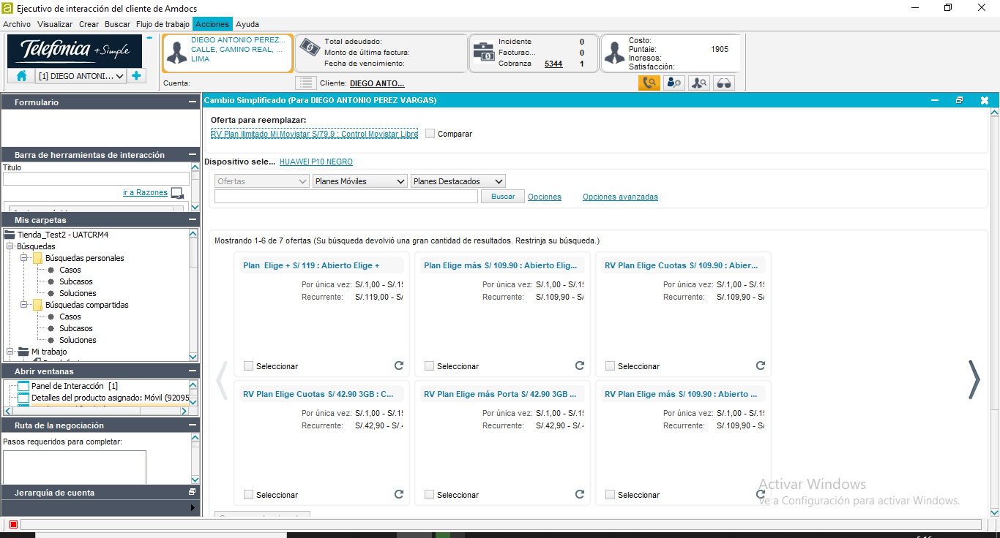 Ejecutivo de interacción del cliente de Amdocs
Archivo Visualizar Crear Buscar Flujo de trabajo Acciones Ayuda
Telefónica +Simple
[1] DIEGO ANTONI...
DIEGO ANTONIO PEREZ...
CALLE, CAMINO REAL, ...
LIMA
Total adeudado:
Monto de última factura:
Fecha de vencimiento:
Incidente 0
Facturac... 0
Cobranza 5344 1
Costo:
Puntaje: 1905
Ingresos:
Satisfacción:
Cuenta:
Cliente: DIEGO ANTO...
Formulario
Barra de herramientas de interacción
Título
ir a Razones
Mis carpetas
Tienda_Test2 - UATCRM4
Búsquedas
Búsquedas personales
Casos
Subcasos
Soluciones
Búsquedas compartidas
Casos
Subcasos
Soluciones
Mi trabajo
Abrir ventanas
Panel de Interacción [1]
Detalles del producto asignado: Móvil (92095
Ruta de la negociación
Pasos requeridos para completar:
Jerarquía de cuenta
Cambio Simplificado (Para DIEGO ANTONIO PEREZ VARGAS)
Oferta para reemplazar:
RV Plan Ilimitado Mi Movistar S/79.9 : Control Movistar Libre
Comparar
Dispositivo sele... HUAWEI P10 NEGRO
Ofertas Planes Móviles Planes Destacados
Buscar Opciones Opciones avanzadas
Mostrando 1-6 de 7 ofertas (Su búsqueda devolvió una gran cantidad de resultados. Restrinja su búsqueda.)
Plan Elige + S/ 119 : Abierto Elige +
Por única vez: S/.1,00 - S/.1
Recurrente: S/.119,00 - S/
Seleccionar
Plan Elige más S/ 109.90 : Abierto Elig...
Por única vez: S/.1,00 - S/.1
Recurrente: S/.109,90 - S/
Seleccionar
RV Plan Elige Cuotas S/ 109.90 : Abier...
Por única vez: S/.1,00 - S/.1
Recurrente: S/.109,90 - S/
Seleccionar
RV Plan Elige Cuotas S/ 42.90 3GB : C...
Por única vez: S/.1,00 - S/.1
Recurrente: S/.42,90 - S/.
Seleccionar
RV Plan Elige más Porta S/ 42.90 3GB ...
Por única vez: S/.1,00 - S/.1
Recurrente: S/.42,90 - S/.
Seleccionar
RV Plan Elige más S/ 109.90 : Abierto ...
Por única vez: S/.1,00 - S/.1
Recurrente: S/.109,90 - S/
Seleccionar
Activar Windows
Ve a Configuración para activar Windows.